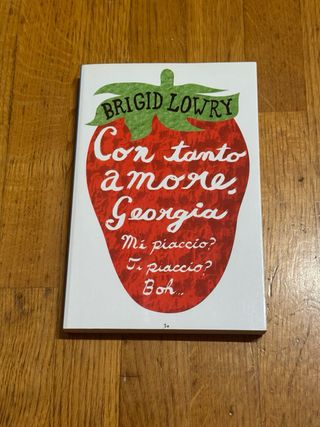 BRIGID LOWRY
Con tanto
amore,
Georgia
Mi piaccio?
Ti piaccio?
Boh..